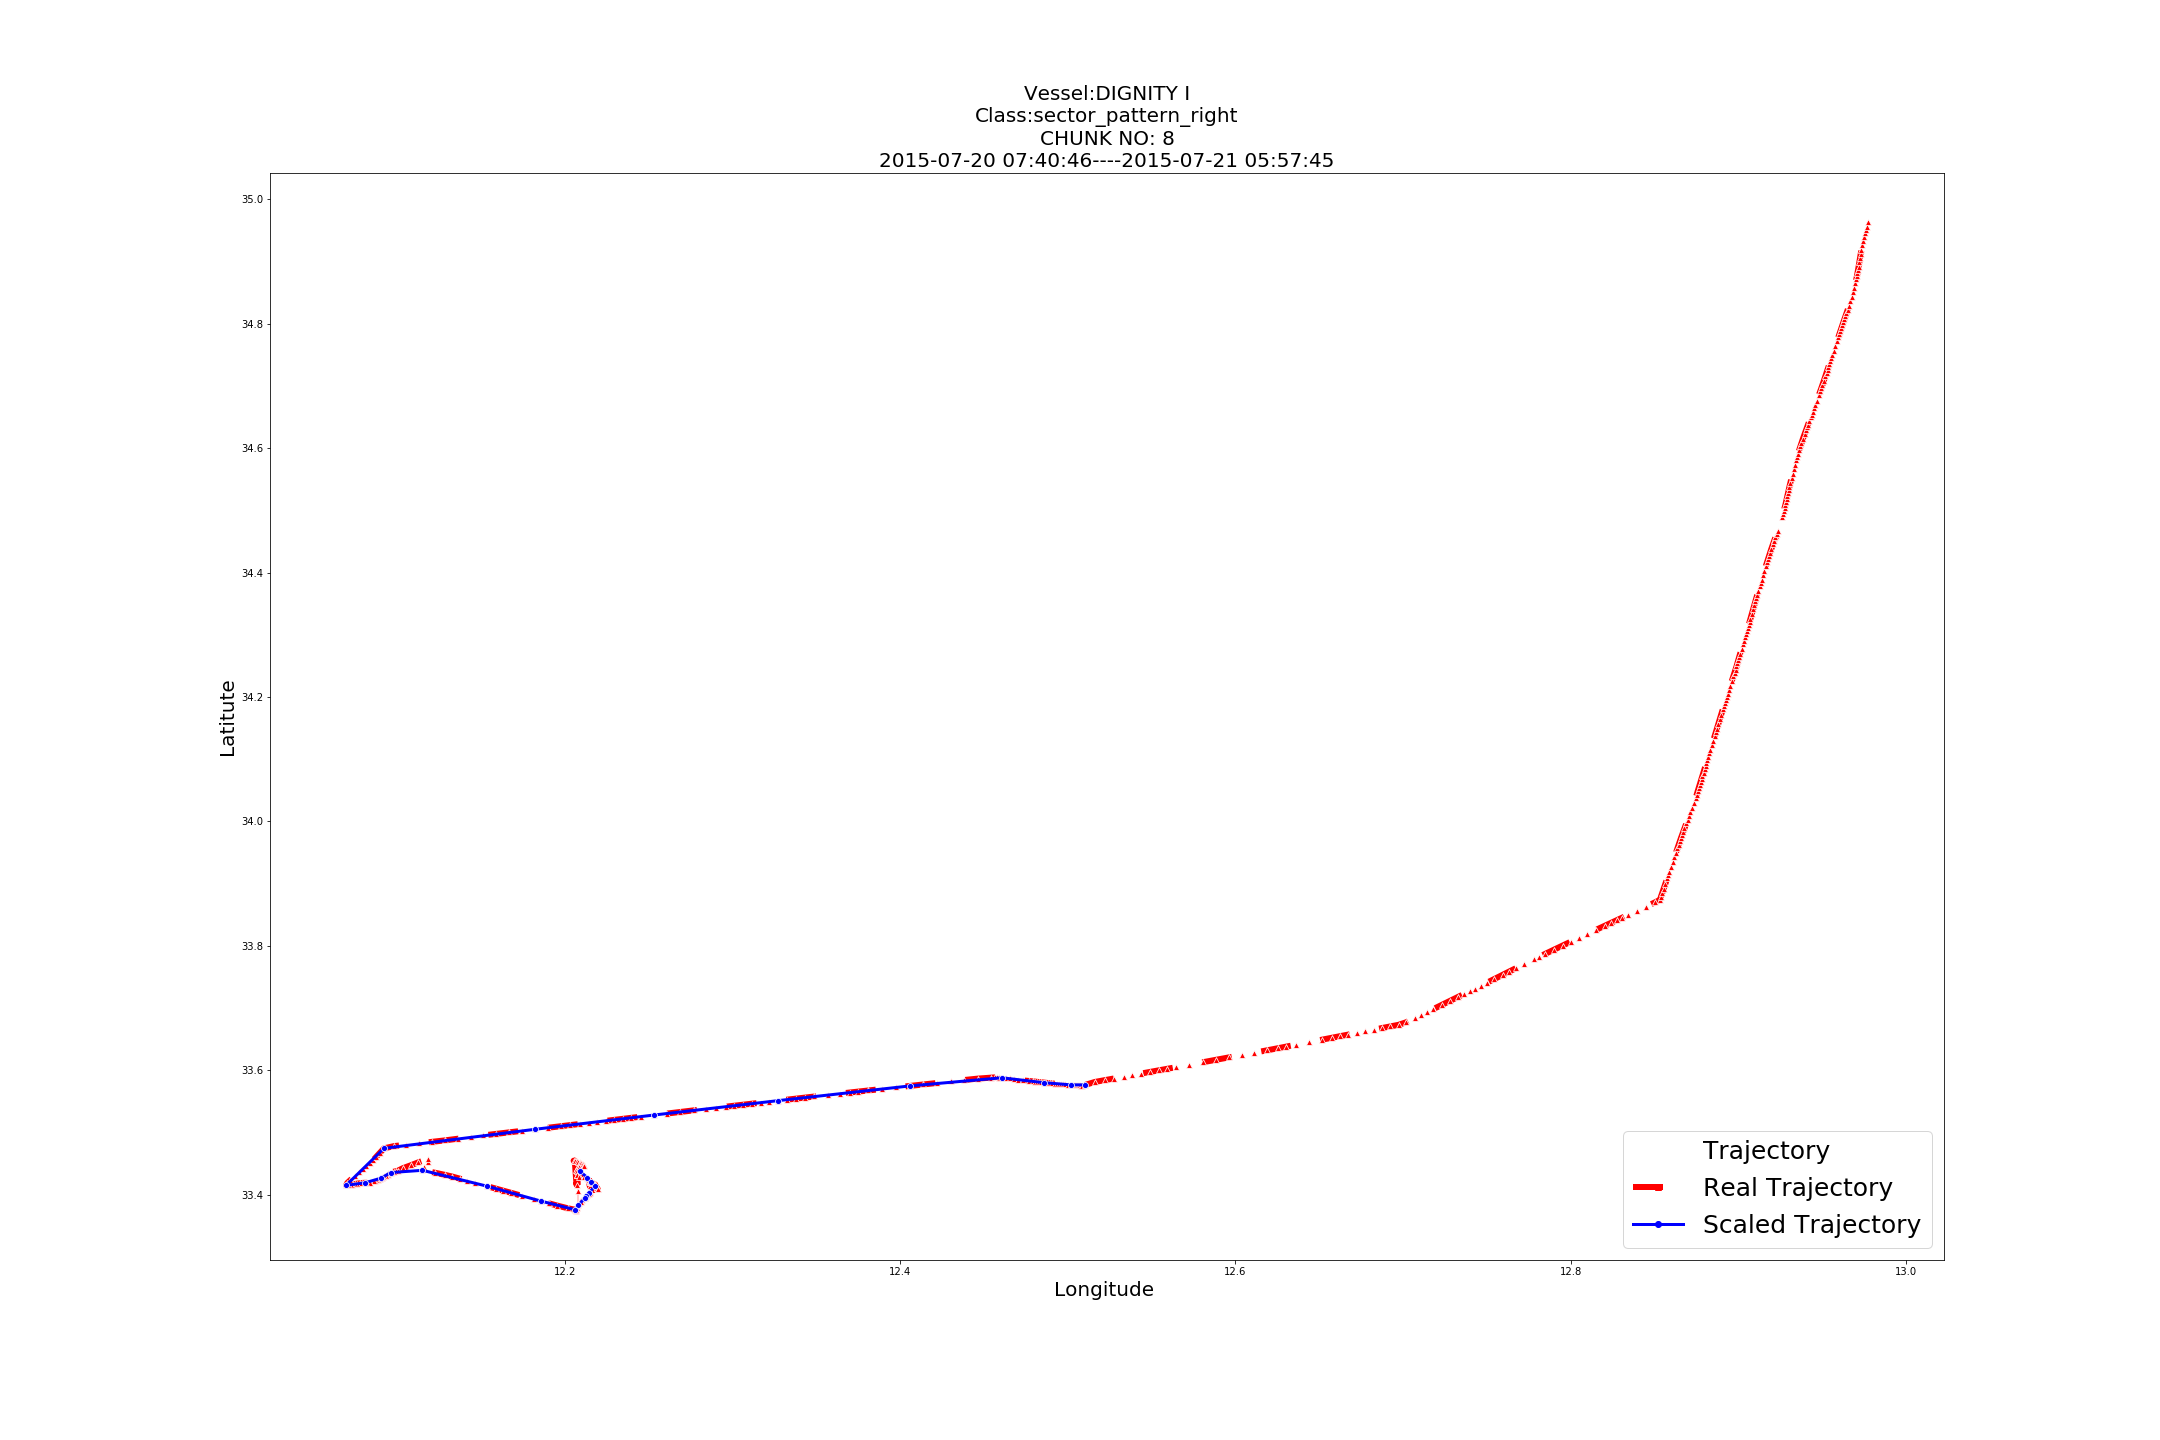 Vessel:DIGNITY I
Class:sector_pattern_right
CHUNK NO: 8
2015-07-20 07:40:46----2015-07-21 05:57:45
35.0
34.8
34.6
34.4
34.2
34.0
33.8
33.6
33.4
Latitute
12.2
12.4
12.6
12.8
13.0
Longitude
Trajectory
Real Trajectory
Scaled Trajectory